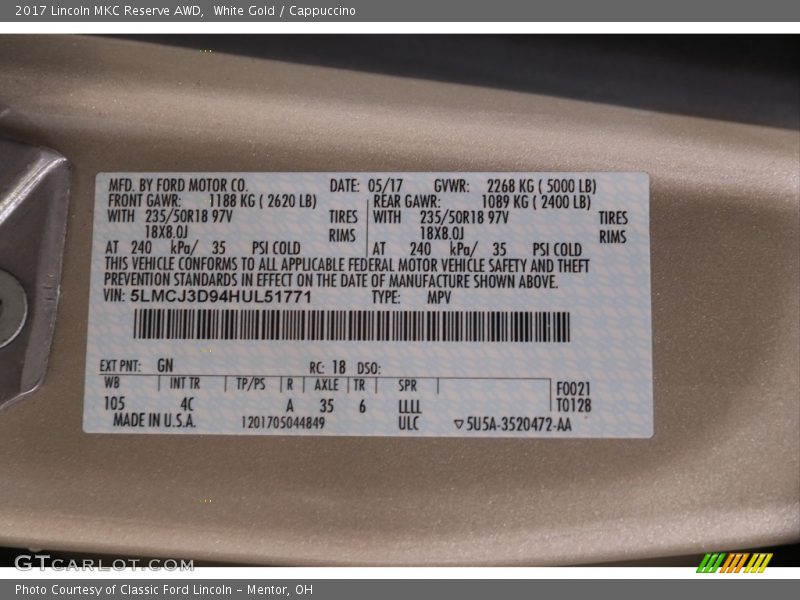 2017 Lincoln MKC Reserve AWD, White Gold / Cappuccino
MFD. BY FORD MOTOR CO. DATE: 05/17 GVWR: 2268 KG ( 5000 LB)
FRONT GAWR: 1188 KG ( 2620 LB) REAR GAWR: 1089 KG ( 2400 LB)
WITH 235/50R18 97V TIRES WITH 235/50R18 97V TIRES
18X8.0J RIMS 18X8.0J RIMS
AT 240 kPa/ 35 PSI COLD AT 240 kPa/ 35 PSI COLD
THIS VEHICLE CONFORMS TO ALL APPLICABLE FEDERAL MOTOR VEHICLE SAFETY AND THEFT
PREVENTION STANDARDS IN EFFECT ON THE DATE OF MANUFACTURE SHOWN ABOVE.
VIN: 5LMCJ3D94HUL51771 TYPE: MPV
EXT PNT: GN RC: 18 DSO:
WB INT TR TP/PS R AXLE TR SPR F0021
105 4C A 35 6 LLLL T0128
MADE IN U.S.A. 1201705044849 ULC ▽5U5A-3520472-AA
GTCARLOT.COM
Photo Courtesy of Classic Ford Lincoln - Mentor, OH